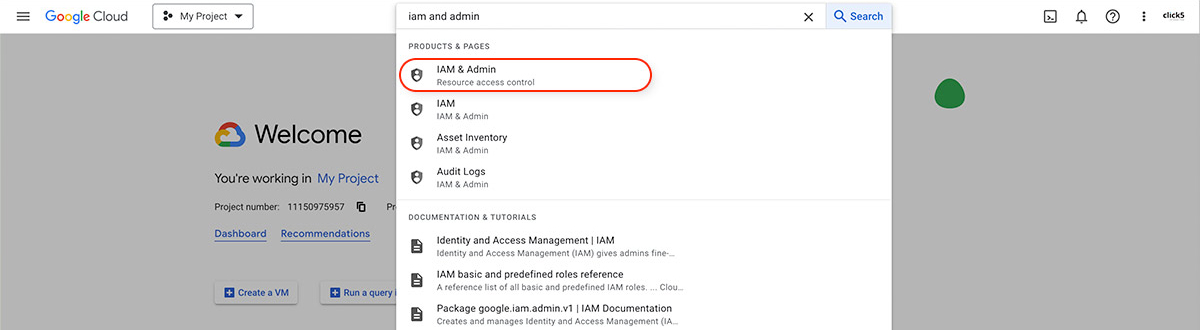 Google Cloud
My Project
iam and admin
Search
click5
PRODUCTS & PAGES
IAM & Admin
Resource access control
IAM
IAM & Admin
Asset Inventory
IAM & Admin
Audit Logs
IAM & Admin
DOCUMENTATION & TUTORIALS
Identity and Access Management | IAM
Identity and Access Management (IAM) gives admins fine-...
IAM basic and predefined roles reference
A reference list of all basic and predefined IAM roles. ... Clou...
Package google.iam.admin.v1 | IAM Documentation
Creates and manages Identity and Access Management (IA...
Welcome
You're working in My Project
Project number: 11150975957
Dashboard Recommendations
Create a VM
Run a query i